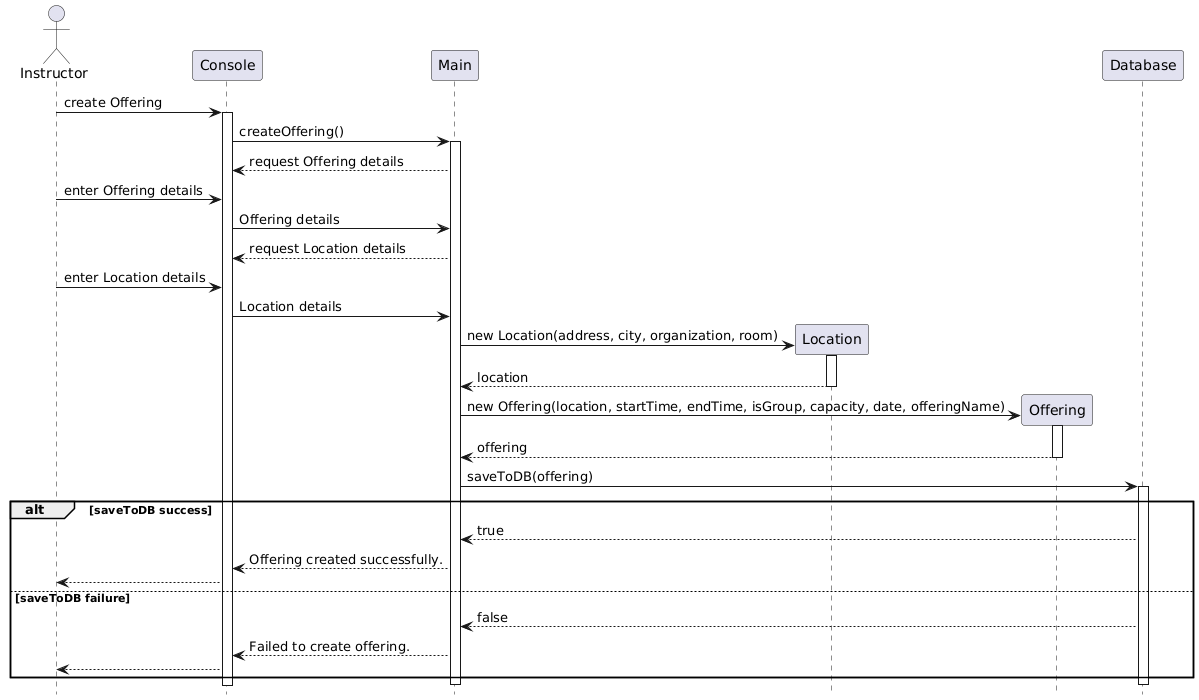 Instructor
Console
Main
Database
create Offering
createOffering()
request Offering details
enter Offering details
Offering details
request Location details
enter Location details
Location details
new Location(address, city, organization, room)
Location
location
new Offering(location, startTime, endTime, isGroup, capacity, date, offeringName)
Offering
offering
saveToDB(offering)
alt [saveToDB success]
true
Offering created successfully.
[saveToDB failure]
false
Failed to create offering.